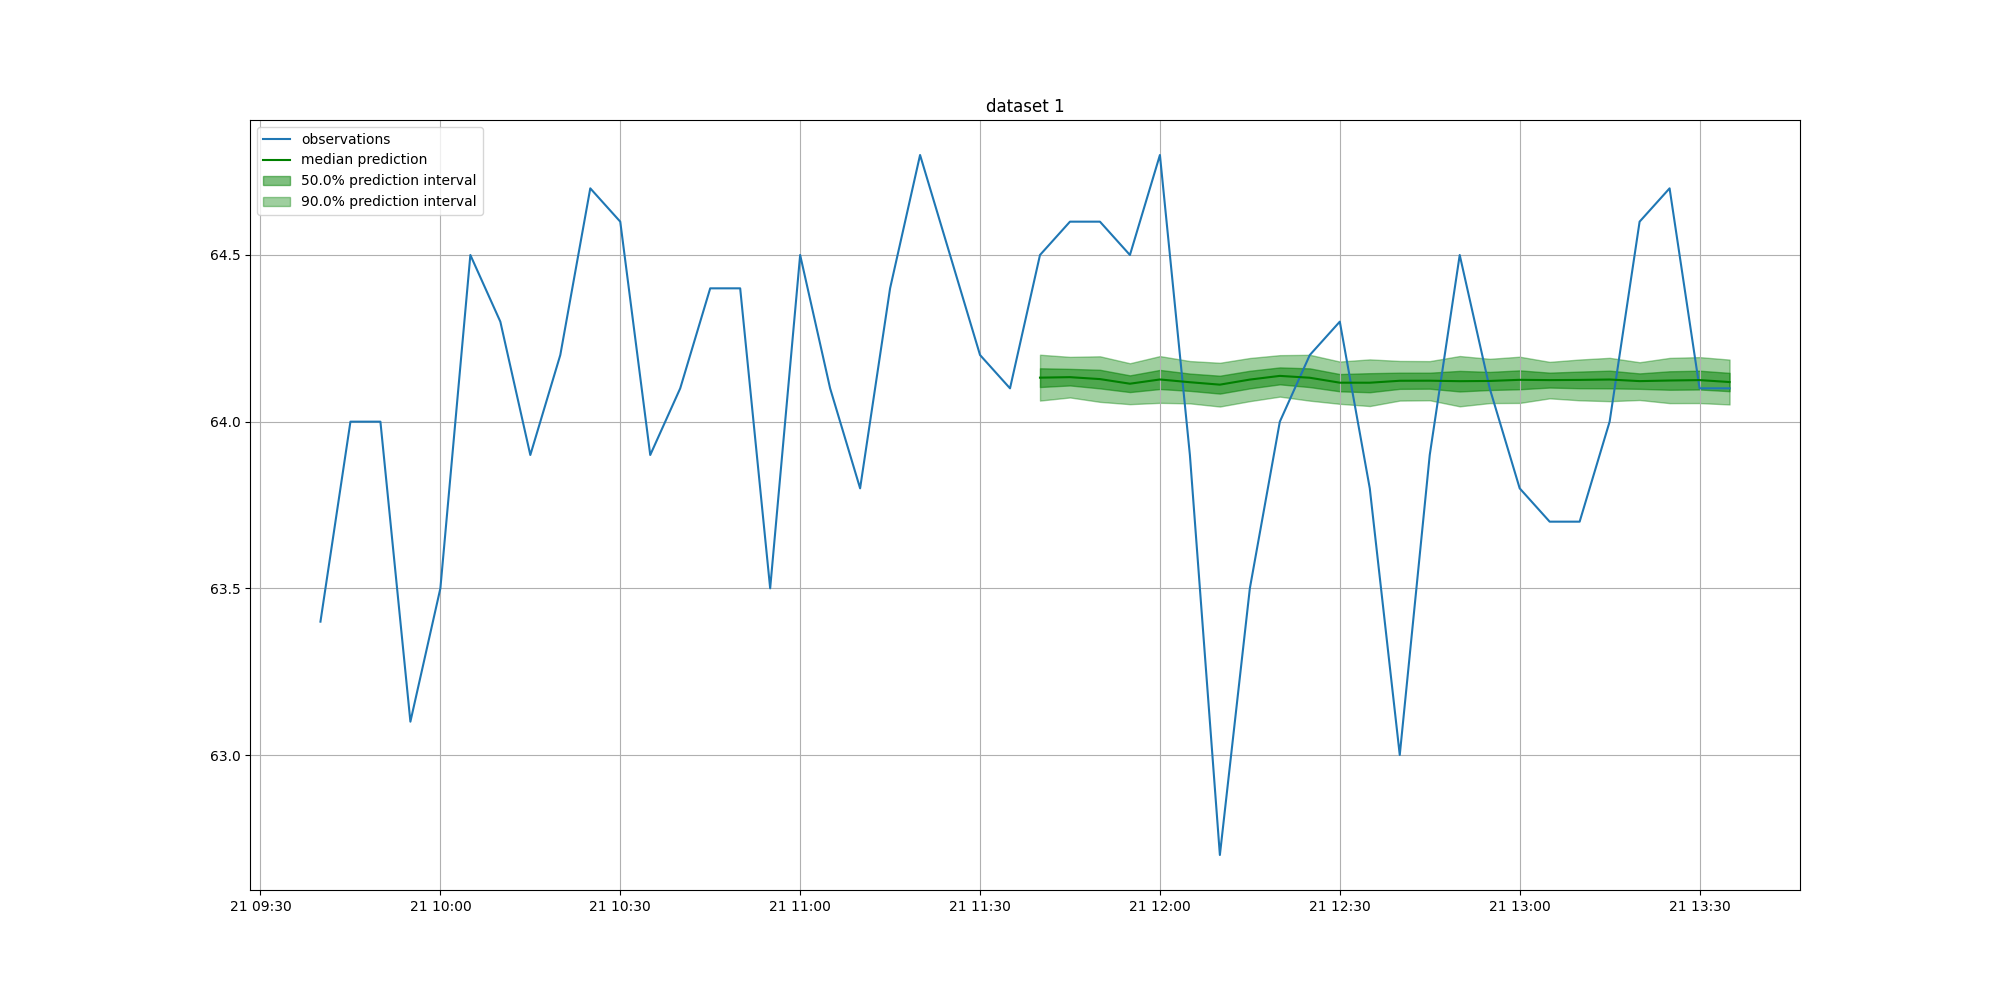 dataset 1
observations
median prediction
50.0% prediction interval
90.0% prediction interval
64.5
64.0
63.5
63.0
21 09:30 21 10:00 21 10:30 21 11:00 21 11:30 21 12:00 21 12:30 21 13:00 21 13:30